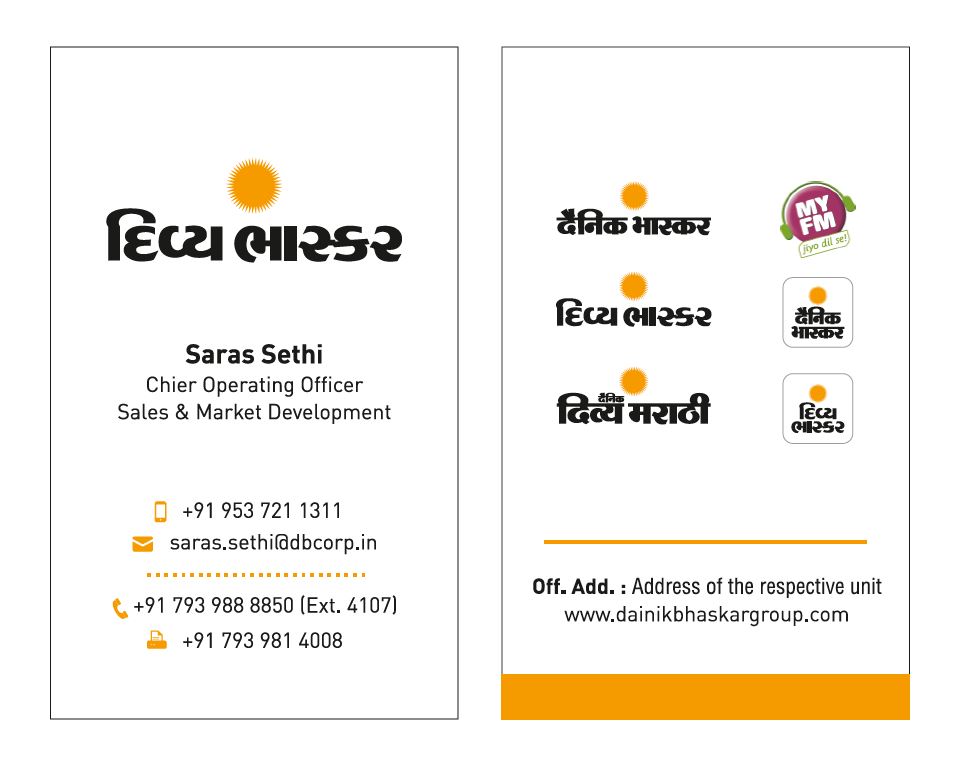 દિવ્ય ભાસ્કર
Saras Sethi
Chier Operating Officer
Sales & Market Development
+91 953 721 1311
saras.sethi@dbcorp.in
+91 793 988 8850 (Ext. 4107)
+91 793 981 4008
दैनिक भास्कर
MY
FM
jiyo dil se!
દિવ્ય ભાસ્કર
दैनिक
भास्कर
दैनिक
दिव्य मराठी
દિવ્ય
ભાસ્કર
Off. Add. : Address of the respective unit
www.dainikbhaskargroup.com